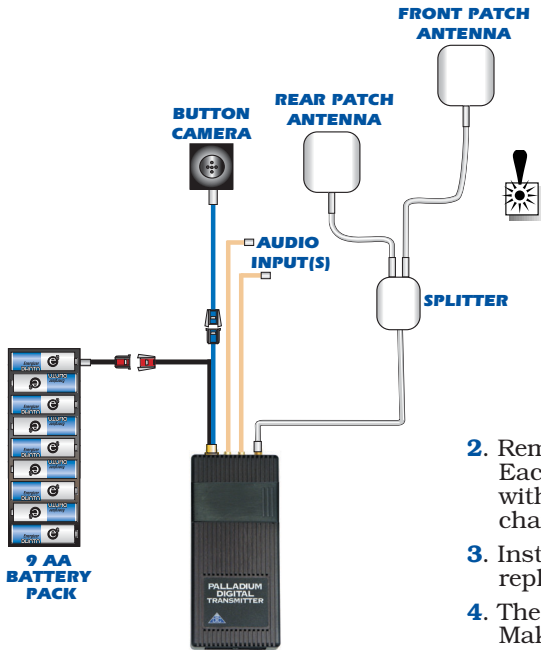 FRONT PATCH
ANTENNA
REAR PATCH
ANTENNA
BUTTON
CAMERA
AUDIO
INPUT(S)
SPLITTER
9 AA
BATTERY
PACK
PALLADIUM
DIGITAL
TRANSMITTER
2. Rem
Eac
with
cha
3. Inst
repl
4. The
Mak